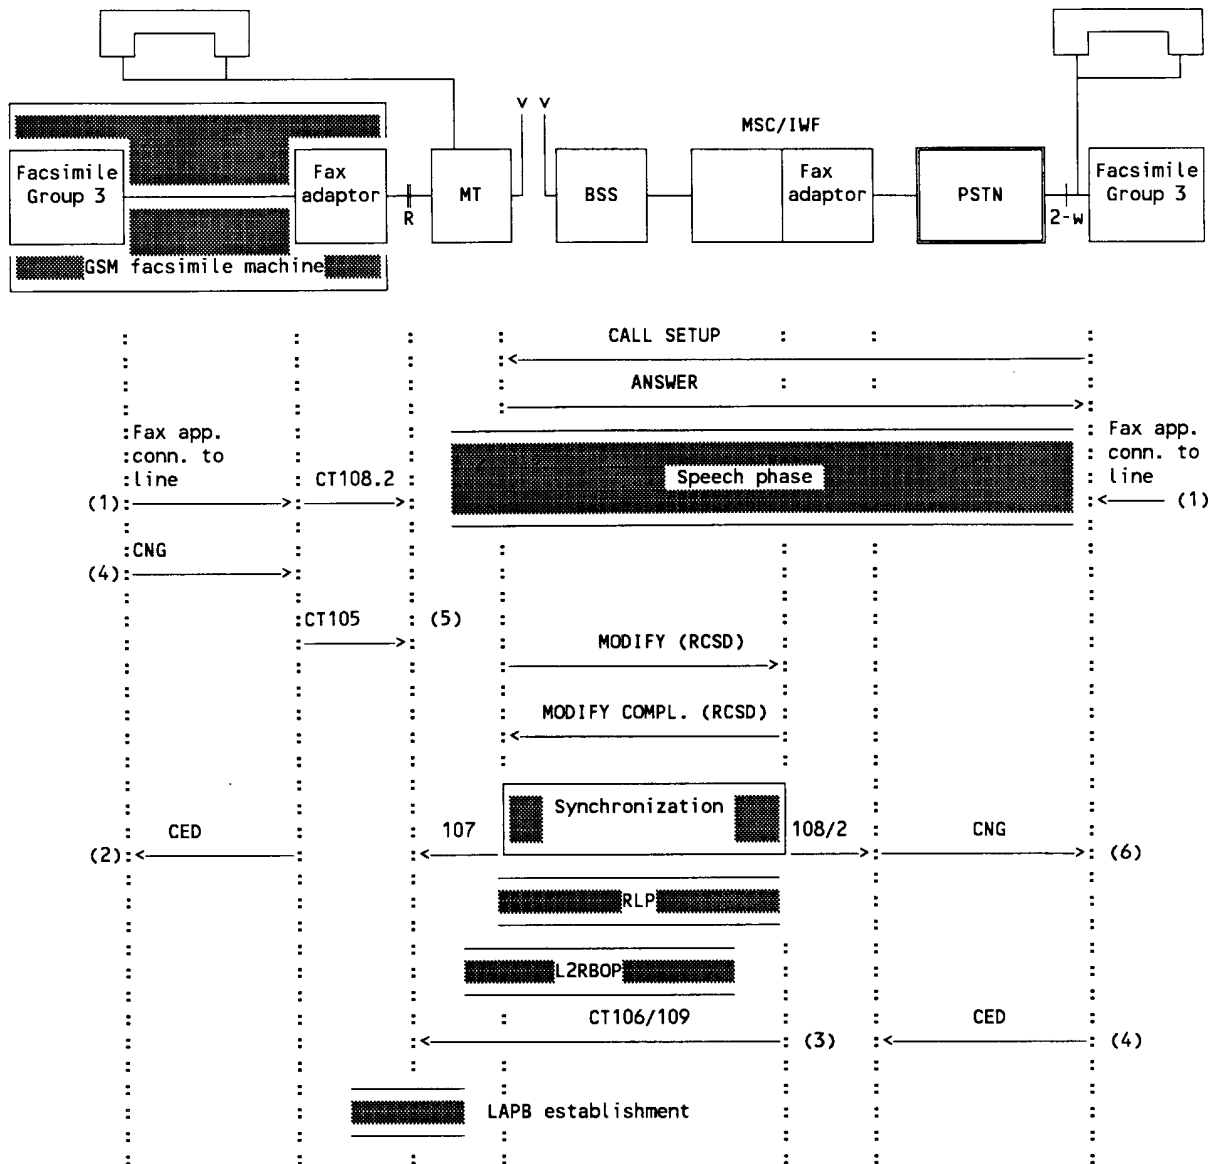 MSC/IWF
Facsimile
Group 3
Fax
adaptor
R
MT
BSS
Fax
adaptor
PSTN
2-w
Facsimile
Group 3
GSM facsimile machine
CALL SETUP
ANSWER
Fax app.
conn. to
line
(1)
CT108.2
Speech phase
Fax app.
conn. to
line
(1)
CNG
(4)
CT105
(5)
MODIFY (RCSD)
MODIFY COMPL. (RCSD)
Synchronization
CED
(2)
107
108/2
CNG
(6)
RLP
L2RBOP
CT106/109
(3)
CED
(4)
LAPB establishment